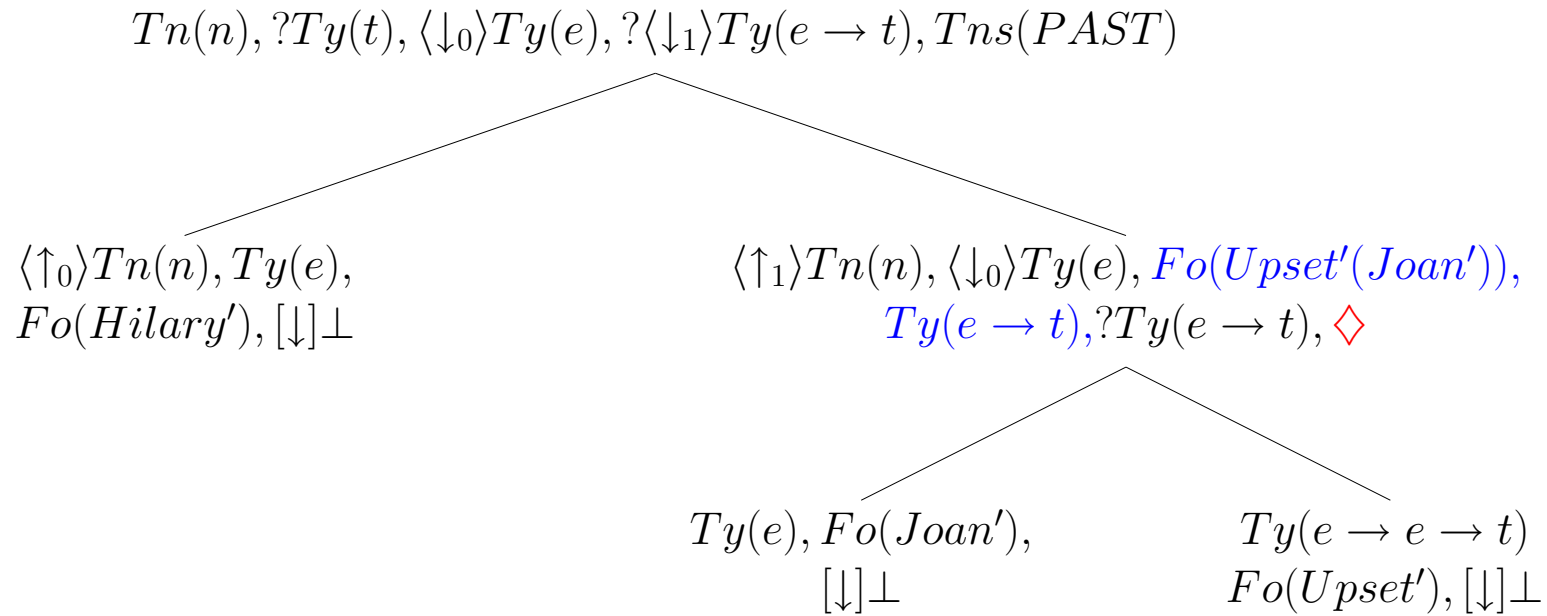 Tn(n), ?Ty(t), ⟨↓₀⟩Ty(e), ?⟨↓₁⟩Ty(e → t), Tns(PAST)
⟨↑₀⟩Tn(n), Ty(e),
Fo(Hilary′), [↓]⊥
⟨↑₁⟩Tn(n), ⟨↓₀⟩Ty(e), Fo(Upset′(Joan′)),
Ty(e → t),?Ty(e → t), ♢
Ty(e), Fo(Joan′),
[↓]⊥
Ty(e → e → t)
Fo(Upset′), [↓]⊥